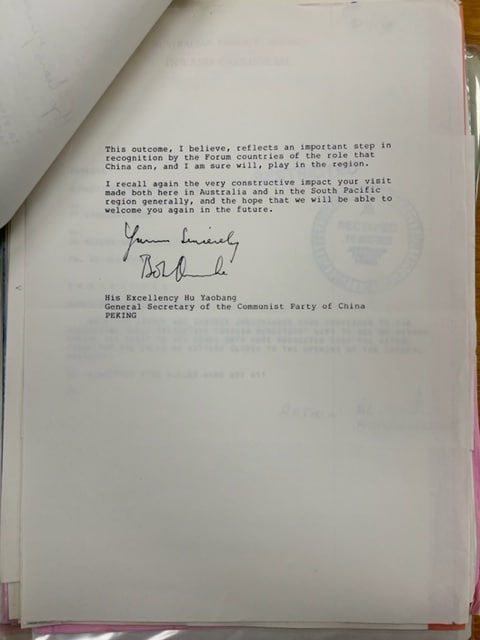 This outcome, I believe, reflects an important step in
recognition by the Forum countries of the role that
China can, and I am sure will, play in the region.
I recall again the very constructive impact your visit
made both here in Australia and in the South Pacific
region generally, and the hope that we will be able to
welcome you again in the future.
Yours Sincerely
His Excellency Hu Yaobang
General Secretary of the Communist Party of China
PEKING